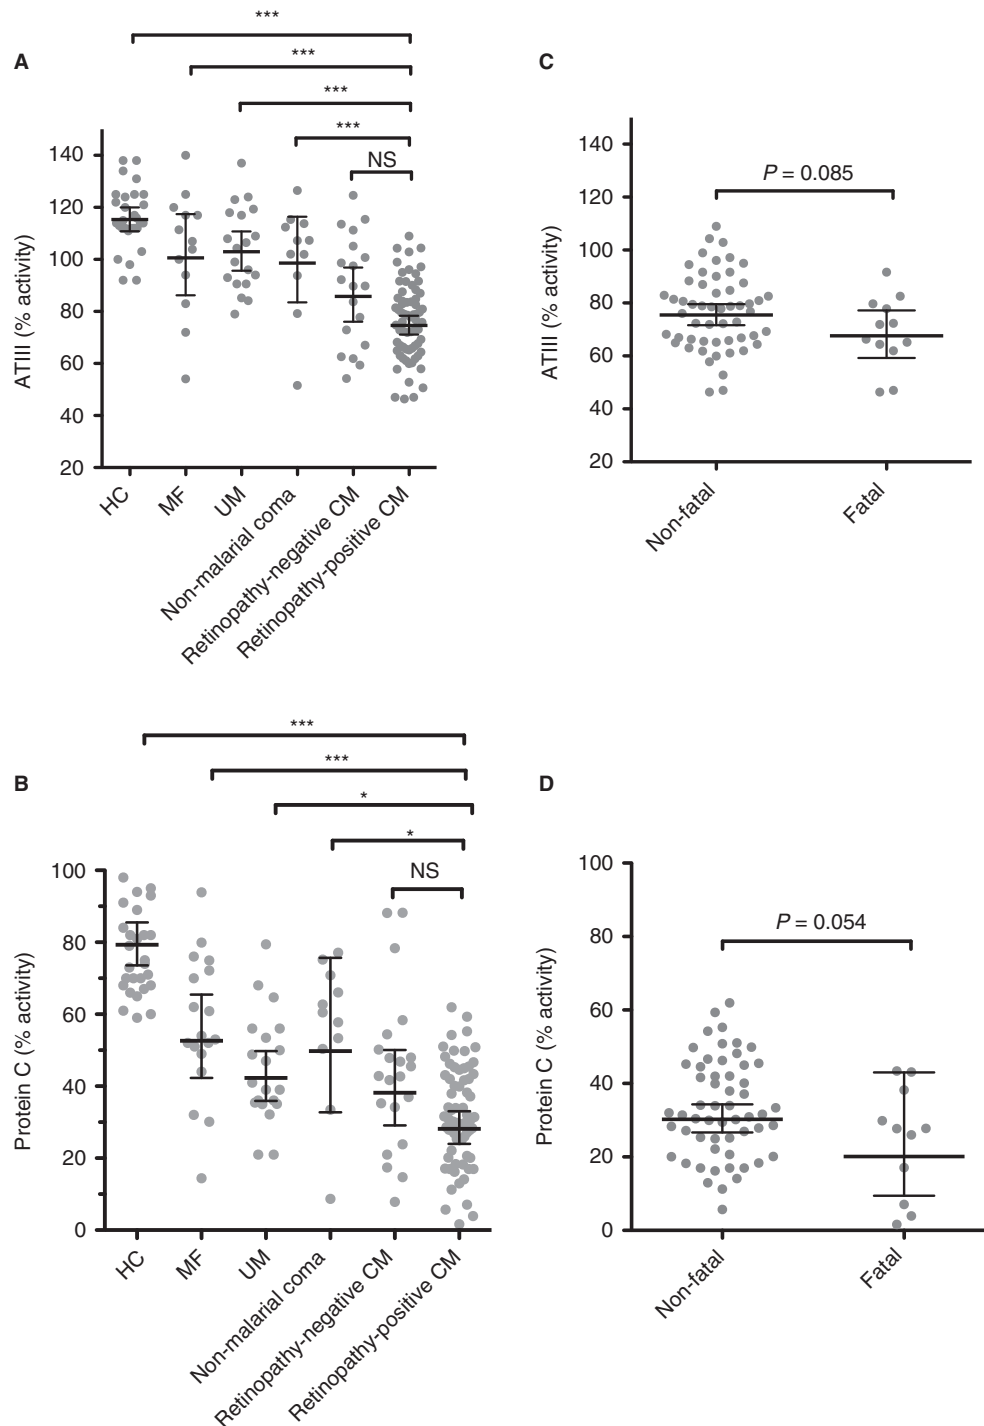 A
***
***
***
***
NS
ATIII (% activity)
140
120
100
80
60
40
20
HC
MF
UM
Non-malarial coma
Retinopathy-negative CM
Retinopathy-positive CM
C
P = 0.085
ATIII (% activity)
140
120
100
80
60
40
20
Non-fatal
Fatal
B
***
***
*
*
NS
Protein C (% activity)
100
80
60
40
20
0
HC
MF
UM
Non-malarial coma
Retinopathy-negative CM
Retinopathy-positive CM
D
P = 0.054
Protein C (% activity)
100
80
60
40
20
0
Non-fatal
Fatal